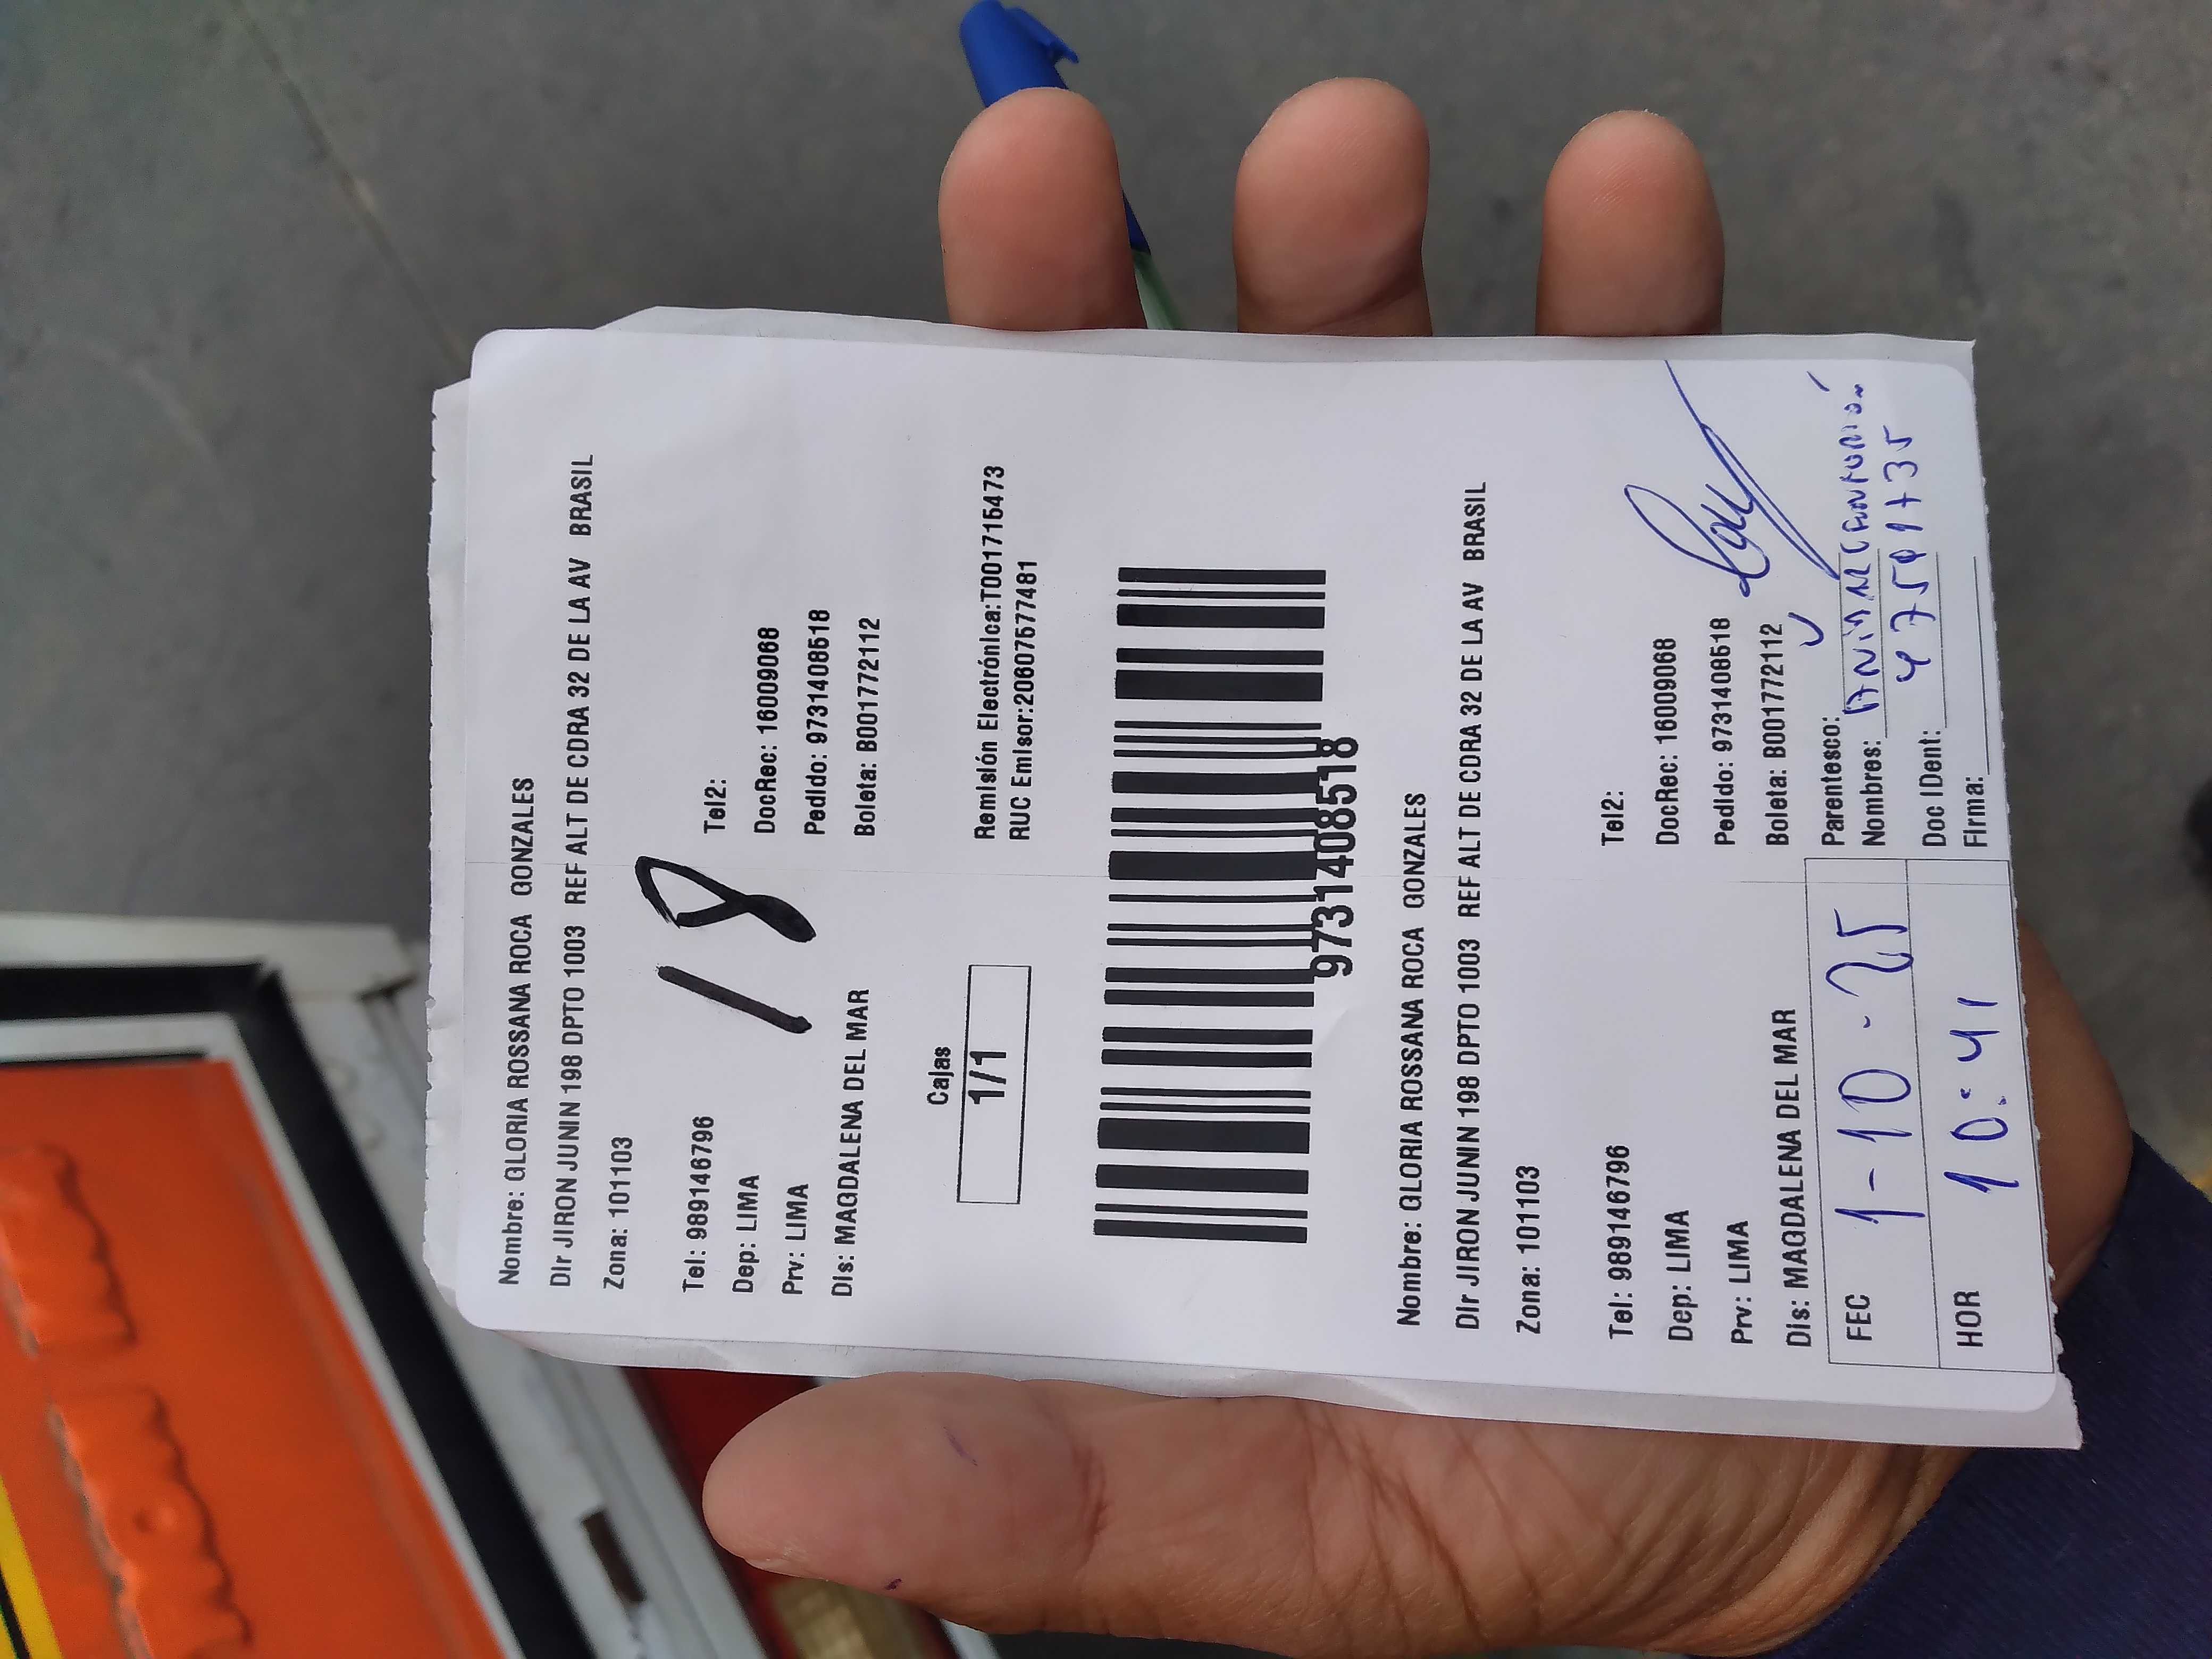 Nombre: GLORIA ROSSANA ROCA GONZALES
Dir JIRON JUNIN 198 DPTO 1003 REF ALT DE CDRA 32 DE LA AV BRASIL
Zona: 101103
18
Tel: 989146796 Tel2:
Dep: LIMA DocRec: 16009068
Prv: LIMA Pedido: 9731408518
Dis: MAGDALENA DEL MAR Boleta: B001772112
Cajas
1/1
Remisión Electrónica:T001715473
RUC Emisor:20607577481
9731408518
Nombre: GLORIA ROSSANA ROCA GONZALES
Dir JIRON JUNIN 198 DPTO 1003 REF ALT DE CDRA 32 DE LA AV BRASIL
Zona: 101103
Tel: 989146796 Tel2:
Dep: LIMA DocRec: 16009068
Prv: LIMA Pedido: 9731408518
Dis: MAGDALENA DEL MAR Boleta: B001772112
FEC 1-10-25
HOR 10:41
Parentesco:
Nombres:
Doc IDent:
Firma: